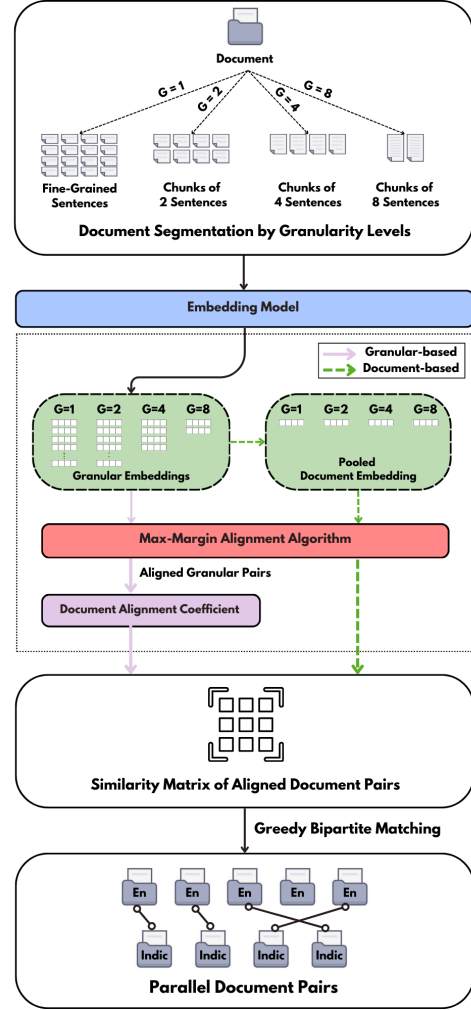 Document
G = 1
G = 2
G = 4
G = 8
Fine-Grained
Sentences
Chunks of
2 Sentences
Chunks of
4 Sentences
Chunks of
8 Sentences
Document Segmentation by Granularity Levels
Embedding Model
Granular-based
Document-based
G=1 G=2 G=4 G=8
Granular Embeddings
G=1 G=2 G=4 G=8
Pooled
Document Embedding
Max-Margin Alignment Algorithm
Aligned Granular Pairs
Document Alignment Coefficient
Similarity Matrix of Aligned Document Pairs
Greedy Bipartite Matching
En En En En En
Indic Indic Indic Indic
Parallel Document Pairs